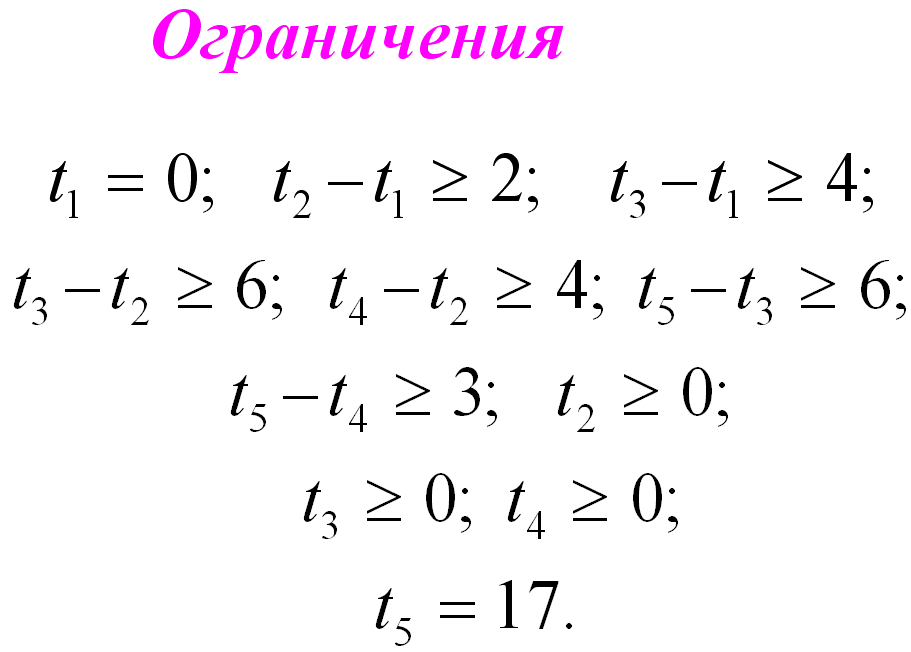 Ограничения
t₁ = 0; t₂ − t₁ ≥ 2; t₃ − t₁ ≥ 4;
t₃ − t₂ ≥ 6; t₄ − t₂ ≥ 4; t₅ − t₃ ≥ 6;
t₅ − t₄ ≥ 3; t₂ ≥ 0;
t₃ ≥ 0; t₄ ≥ 0;
t₅ = 17.